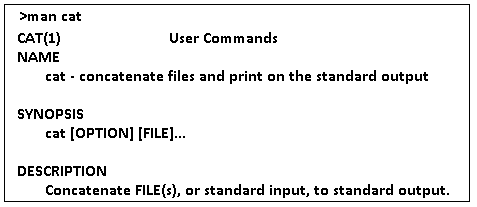 >man cat
CAT(1) User Commands
NAME
cat - concatenate files and print on the standard output
SYNOPSIS
cat [OPTION] [FILE]...
DESCRIPTION
Concatenate FILE(s), or standard input, to standard output.